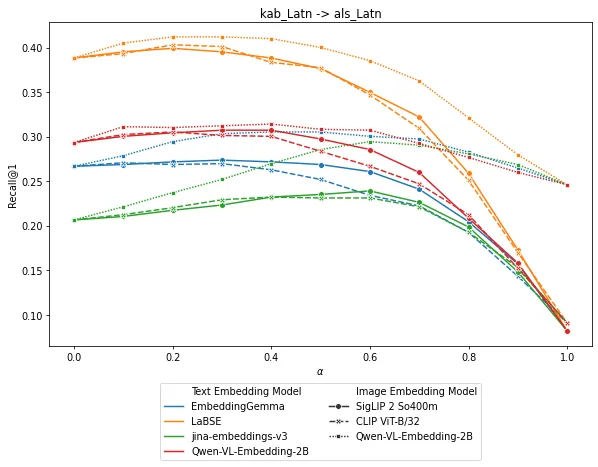 kab_Latn -> als_Latn
Recall@1
0.40
0.35
0.30
0.25
0.20
0.15
0.10
0.0
0.2
0.4
0.6
0.8
1.0
α
Text Embedding Model
EmbeddingGemma
LaBSE
jina-embeddings-v3
Qwen-VL-Embedding-2B
Image Embedding Model
SigLIP 2 So400m
CLIP ViT-B/32
Qwen-VL-Embedding-2B